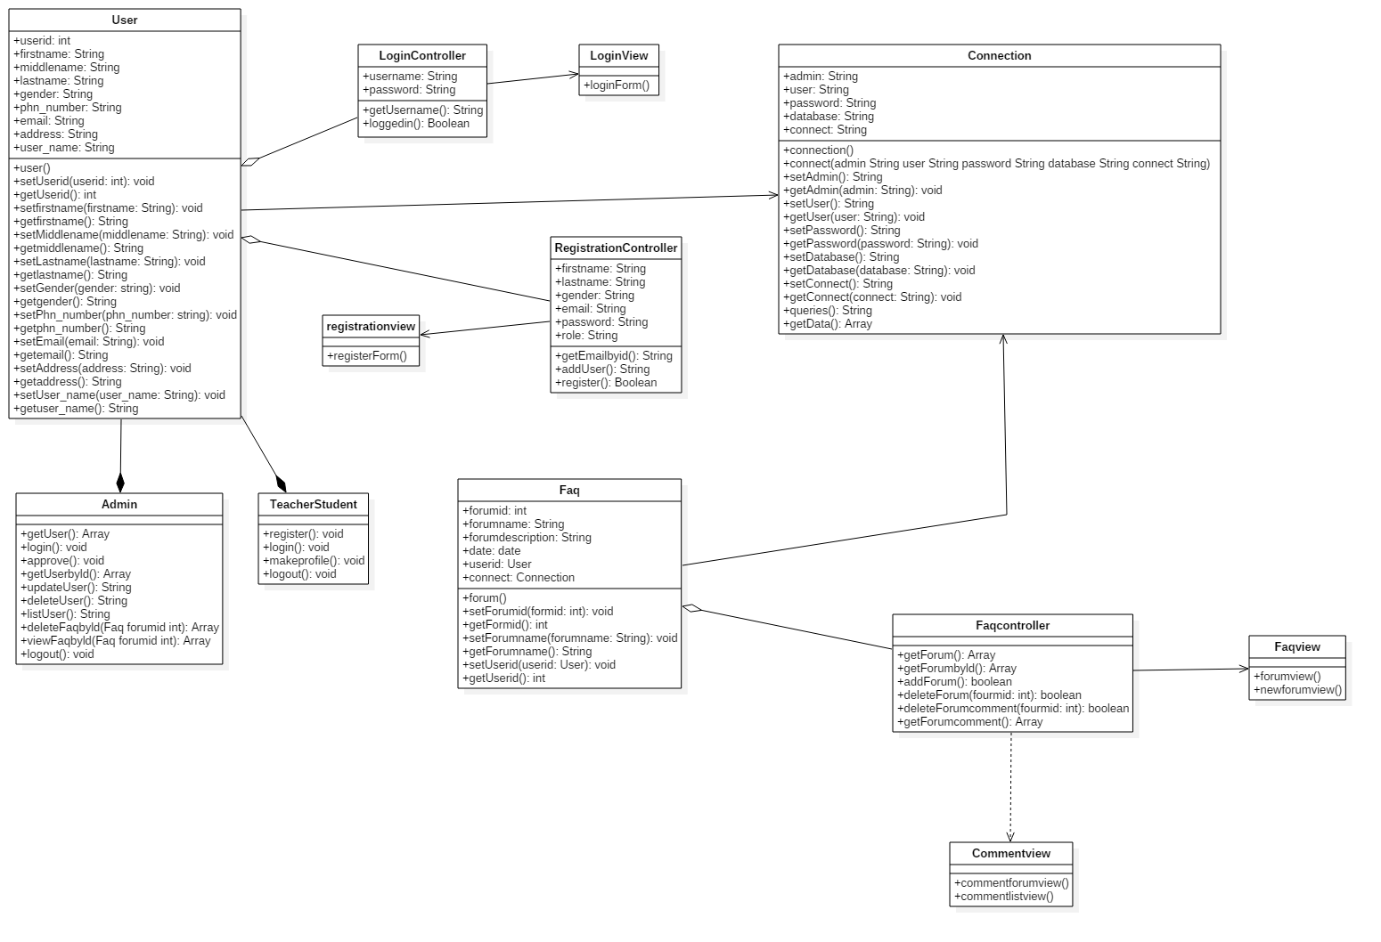 User
+userid: int
+firstname: String
+middlename: String
+lastname: String
+gender: String
+phn_number: String
+email: String
+address: String
+user_name: String
+user()
+setUserid(userid: int): void
+getUserid(): int
+setfirstname(firstname: String): void
+getfirstname(): String
+setMiddlename(middlename: String): void
+getmiddlename(): String
+setLastname(lastname: String): void
+getlastname(): String
+setGender(gender: string): void
+getgender(): String
+setPhn_number(phn_number: string): void
+getphn_number(): String
+setEmail(email: String): void
+getemail(): String
+setAddress(address: String): void
+getaddress(): String
+setUser_name(user_name: String): void
+getuser_name(): String
LoginController
+username: String
+password: String
+getUsername(): String
+loggedin(): Boolean
LoginView
+loginForm()
Connection
+admin: String
+user: String
+password: String
+database: String
+connect: String
+connection()
+connect(admin String user String password String database String connect String)
+setAdmin(): String
+getAdmin(admin: String): void
+setUser(): String
+getUser(user: String): void
+setPassword(): String
+getPassword(password: String): void
+setDatabase(): String
+getDatabase(database: String): void
+setConnect(): String
+getConnect(connect: String): void
+queries(): String
+getData(): Array
RegistrationController
+firstname: String
+lastname: String
+gender: String
+email: String
+password: String
+role: String
+getEmailbyid(): String
+addUser(): String
+register(): Boolean
registrationview
+registerForm()
Admin
+getUser(): Array
+login(): void
+approve(): void
+getUserbyId(): Array
+updateUser(): String
+deleteUser(): String
+listUser(): String
+deleteFaqbyId(Faq forumid int): Array
+viewFaqbyId(Faq forumid int): Array
+logout(): void
TeacherStudent
+register(): void
+login(): void
+makeprofile(): void
+logout(): void
Faq
+forumid: int
+forumname: String
+forumdescription: String
+date: date
+userid: User
+connect: Connection
+forum()
+setForumid(formid: int): void
+getFormid(): int
+setForumname(forumname: String): void
+getForumname(): String
+setUserid(userid: User): void
+getUserid(): int
Faqcontroller
+getForum(): Array
+getForumbyId(): Array
+addForum(): boolean
+deleteForum(fourmid: int): boolean
+deleteForumcomment(fourmid: int): boolean
+getForumcomment(): Array
Faqview
+forumview()
+newforumview()
Commentview
+commentforumview()
+commentlistview()